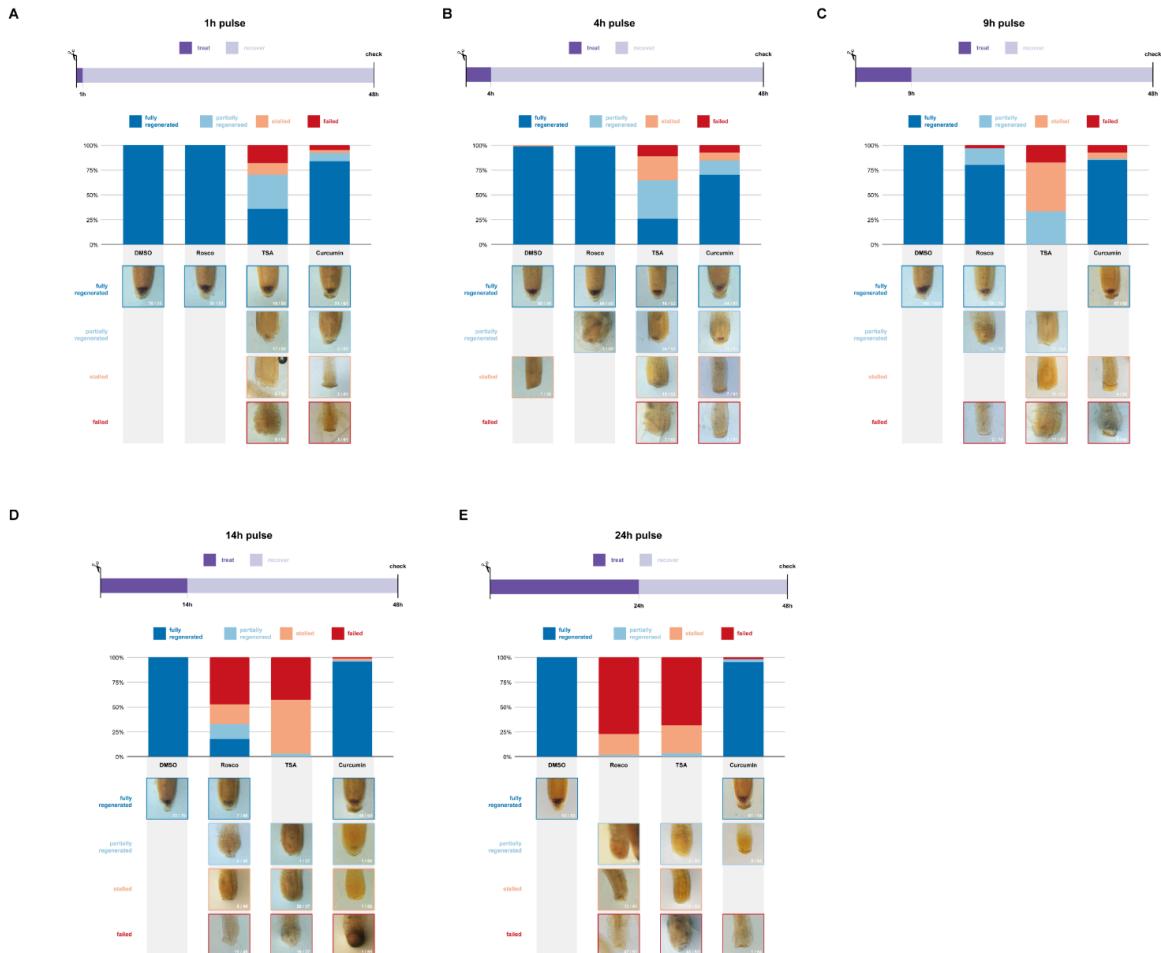 A
1h pulse
treat
recover
check
1h
48h
fully regenerated
partially regenereed
stalled
failed
100%
75%
50%
25%
0%
DMSO
Rosco
TSA
Curcumin
fully regenerated
partially regenerated
stalled
failed
B
4h pulse
treat
recover
check
4h
48h
fully regenerated
partially regenereed
stalled
failed
100%
75%
50%
25%
0%
DMSO
Rosco
TSA
Curcumin
fully regenerated
partially regenerated
stalled
failed
C
9h pulse
treat
recover
check
9h
48h
fully regenerated
partially regenereed
stalled
failed
100%
75%
50%
25%
0%
DMSO
Rosco
TSA
Curcumin
fully regenerated
partially regenerated
stalled
failed
D
14h pulse
treat
recover
check
14h
48h
fully regenerated
partially regenereed
stalled
failed
100%
75%
50%
25%
0%
DMSO
Rosco
TSA
Curcumin
fully regenerated
partially regenerated
stalled
failed
E
24h pulse
treat
recover
check
24h
48h
fully regenerated
partially regenereed
stalled
failed
100%
75%
50%
25%
0%
DMSO
Rosco
TSA
Curcumin
fully regenerated
partially regenerated
stalled
failed